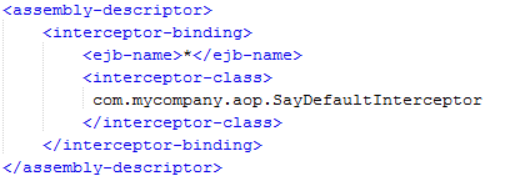 <assembly-descriptor>
<interceptor-binding>
<ejb-name>*</ejb-name>
<interceptor-class>
com.mycompany.aop.SayDefaultInterceptor
</interceptor-class>
</interceptor-binding>
</assembly-descriptor>